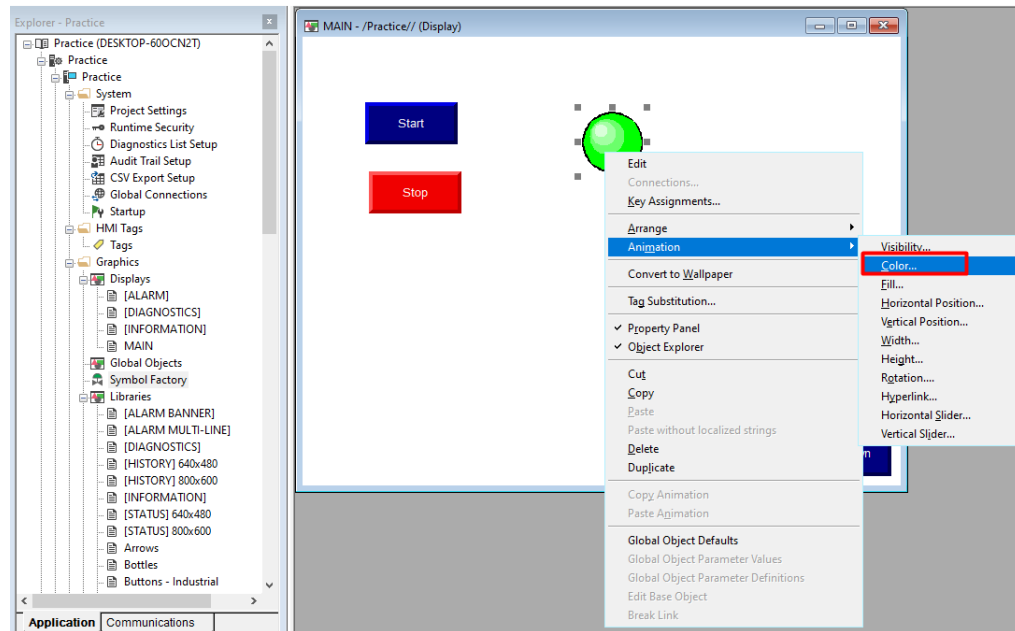 Explorer - Practice
Practice (DESKTOP-60OCN2T)
Practice
Practice
System
Project Settings
Runtime Security
Diagnostics List Setup
Audit Trail Setup
CSV Export Setup
Global Connections
Startup
HMI Tags
Tags
Graphics
Displays
[ALARM]
[DIAGNOSTICS]
[INFORMATION]
MAIN
Global Objects
Symbol Factory
Libraries
[ALARM BANNER]
[ALARM MULTI-LINE]
[DIAGNOSTICS]
[HISTORY] 640x480
[HISTORY] 800x600
[INFORMATION]
[STATUS] 640x480
[STATUS] 800x600
Arrows
Bottles
Buttons - Industrial
Application
Communications
MAIN - /Practice// (Display)
Start
Stop
Edit
Connections...
Key Assignments...
Arrange
Animation
Convert to Wallpaper
Tag Substitution...
Property Panel
Object Explorer
Cut
Copy
Paste
Paste without localized strings
Delete
Duplicate
Copy Animation
Paste Animation
Global Object Defaults
Global Object Parameter Values
Global Object Parameter Definitions
Edit Base Object
Break Link
Visibility...
Color...
Fill...
Horizontal Position...
Vertical Position...
Width...
Height...
Rotation....
Hyperlink...
Horizontal Slider...
Vertical Slider...